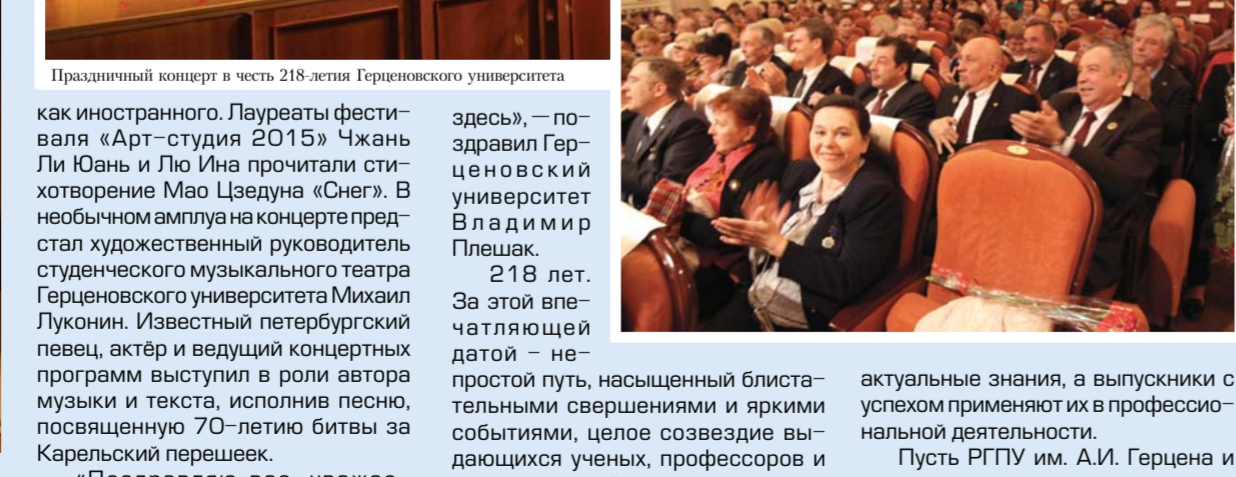 Праздничный концерт в честь 218-летия Герценовского университета
как иностранного. Лауреаты фести-
валя «Арт-студия 2015» Чжань
Ли Юань и Лю Ина прочитали сти-
хотворение Мао Цзедуна «Снег». В
необычном амплуа на концерте пред-
стал художественный руководитель
студенческого музыкального театра
Герценовского университета Михаил
Луконин. Известный петербургский
певец, актёр и ведущий концертных
программ выступил в роли автора
музыки и текста, исполнив песню,
посвященную 70-летию битвы за
Карельский перешеек.
«Поздравляю вас, уважае-
здесь», — по-
здравил Гер-
ценовский
университет
Владимир
Плешак.
218 лет.
За этой впе-
чатляющей
датой - не-
простой путь, насыщенный блиста-
тельными свершениями и яркими
событиями, целое созвездие вы-
дающихся ученых, профессоров и
актуальные знания, а выпускники с
успехом применяют их в профессио-
нальной деятельности.
Пусть РГПУ им. А.И. Герцена и